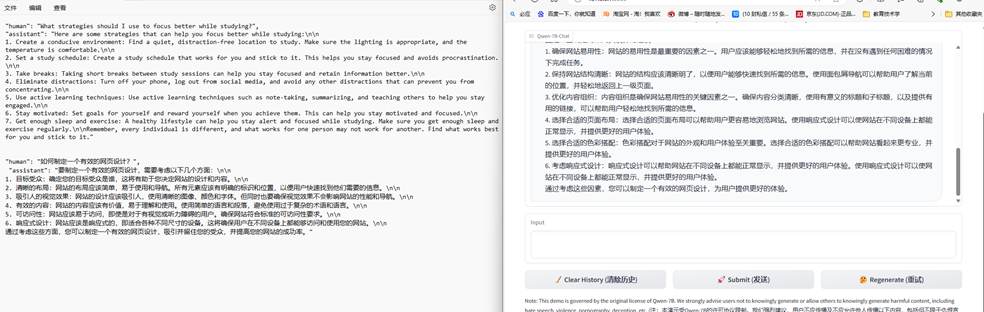 文件 编辑 查看
"human": "What strategies should I use to focus better while studying?",
"assistant": "Here are some strategies that can help you focus better while studying:\n\n
1. Create a conducive environment: Find a quiet, distraction-free location to study. Make sure the lighting is appropriate, and the
temperature is comfortable.\n\n
2. Set a study schedule: Create a study schedule that works for you and stick to it. This helps you stay focused and avoids procrastination.
\n\n
3. Take breaks: Taking short breaks between study sessions can help you stay focused and retain information better.\n\n
4. Eliminate distractions: Turn off your phone, log out from social media, and avoid any other distractions that can prevent you from
concentrating.\n\n
5. Use active learning techniques: Use active learning techniques such as note-taking, summarizing, and teaching others to help you stay
engaged.\n\n
6. Stay motivated: Set goals for yourself and reward yourself when you achieve them. This can help you stay motivated and focused.\n\n
7. Get enough sleep and exercise: A healthy lifestyle can help you stay alert and focused while studying. Make sure you get enough sleep and
exercise regularly.\n\nRemember, every individual is different, and what works for one person may not work for another. Find what works best
for you and stick to it."
"human": "如何制定一个有效的网页设计？",
"assistant": "要制定一个有效的网页设计，需要考虑以下几个方面：\n\n
1. 目标受众：确定您的目标受众是谁，这将有助于您决定网站的设计和内容。\n\n
2. 清晰的布局：网站的布局应该简单，易于使用和导航。所有元素应该有明确的标识和位置，以便用户快速找到他们需要的信息。\n\n
3. 吸引人的视觉效果：网站的设计应该吸引人，使用清晰的图像、颜色和字体。但同时也要确保视觉效果不会影响网站的性能和导航。\n\n
4. 有效的内容：网站的内容应该有价值，易于理解和使用。使用简单的语言和段落，避免使用过于复杂的术语和语言。\n\n
5. 可访问性：网站应该易于访问，即使是对于有视觉或听力障碍的用户。确保网站符合标准的可访问性要求。\n\n
6. 响应式设计：网站应该是响应式的，即适合各种不同尺寸的设备。这将确保用户在不同设备上都能够访问和使用您的网站。\n\n
通过考虑这些方面，您可以制定一个有效的网页设计，吸引并留住您的受众，并提高您的网站的成功率。"
公应 百度一下，你就知道 淘宝网 - 淘！我喜欢 微博 – 随时随地发... (10 封私信 / 55 条... 京东(JD.COM)-正品... 教育技术学 其他收藏夹
Qwen-7B-Chat
1. 确保网站易用性：网站的易用性是最重要的因素之一。用户应该能够轻松地找到所需的信息，并在没有遇到任何困难的情况
下完成任务。
2. 保持网站结构清晰：网站的结构应该清晰明了，以便用户能够快速找到所需的信息。使用面包屑导航可以帮助用户了解当前
的位置，并轻松地返回上一级页面。
3. 优化内容组织：内容组织是确保网站易用性的关键因素之一。确保内容分类清晰，使用有意义的标题和子标题，以及提供有
用的链接，可以帮助用户轻松地找到所需的信息。
4. 选择合适的页面布局：选择合适的页面布局可以帮助用户更容易地浏览网站。使用响应式设计可以使网站在不同设备上都能
正常显示，并提供更好的用户体验。
5. 选择合适的色彩搭配：色彩搭配对于网站的外观和用户体验至关重要。选择合适的色彩搭配可以帮助网站看起来更专业，并
提供更好的用户体验。
6. 考虑响应式设计：响应式设计可以帮助网站在不同设备上都能正常显示，并提供更好的用户体验。使用响应式设计可以使网
站在不同设备上都能正常显示，并提供更好的用户体验。
通过考虑这些因素，您可以制定一个有效的网页设计，为用户提供更好的体验。
Input
Clear History (清除历史) Submit (发送) Regenerate (重试)
Note: This demo is governed by the original license of Qwen-7B. We strongly advise users not to knowingly generate or allow others to knowingly generate harmful content, including